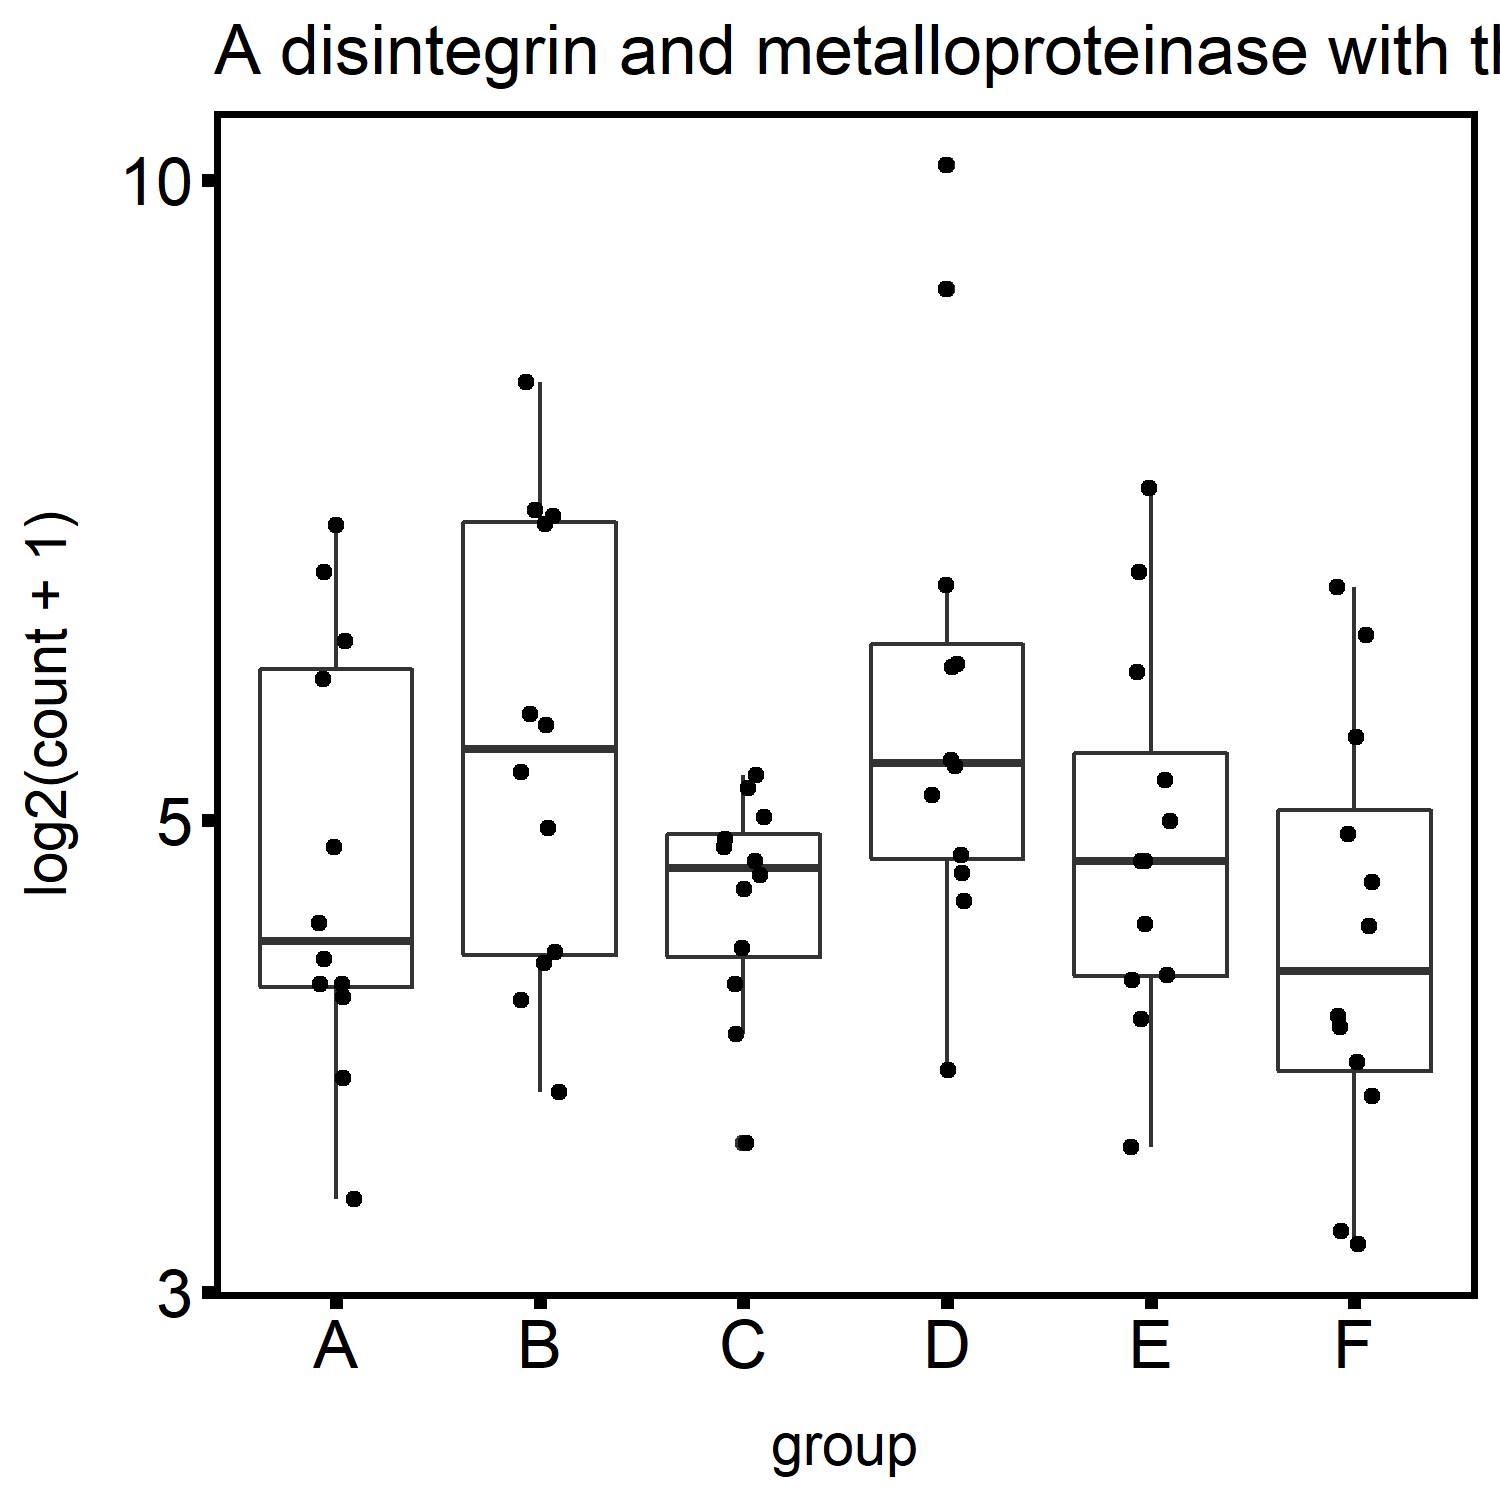 A disintegrin and metalloproteinase with
10
5
3
log2(count + 1)
A B C D E F
group